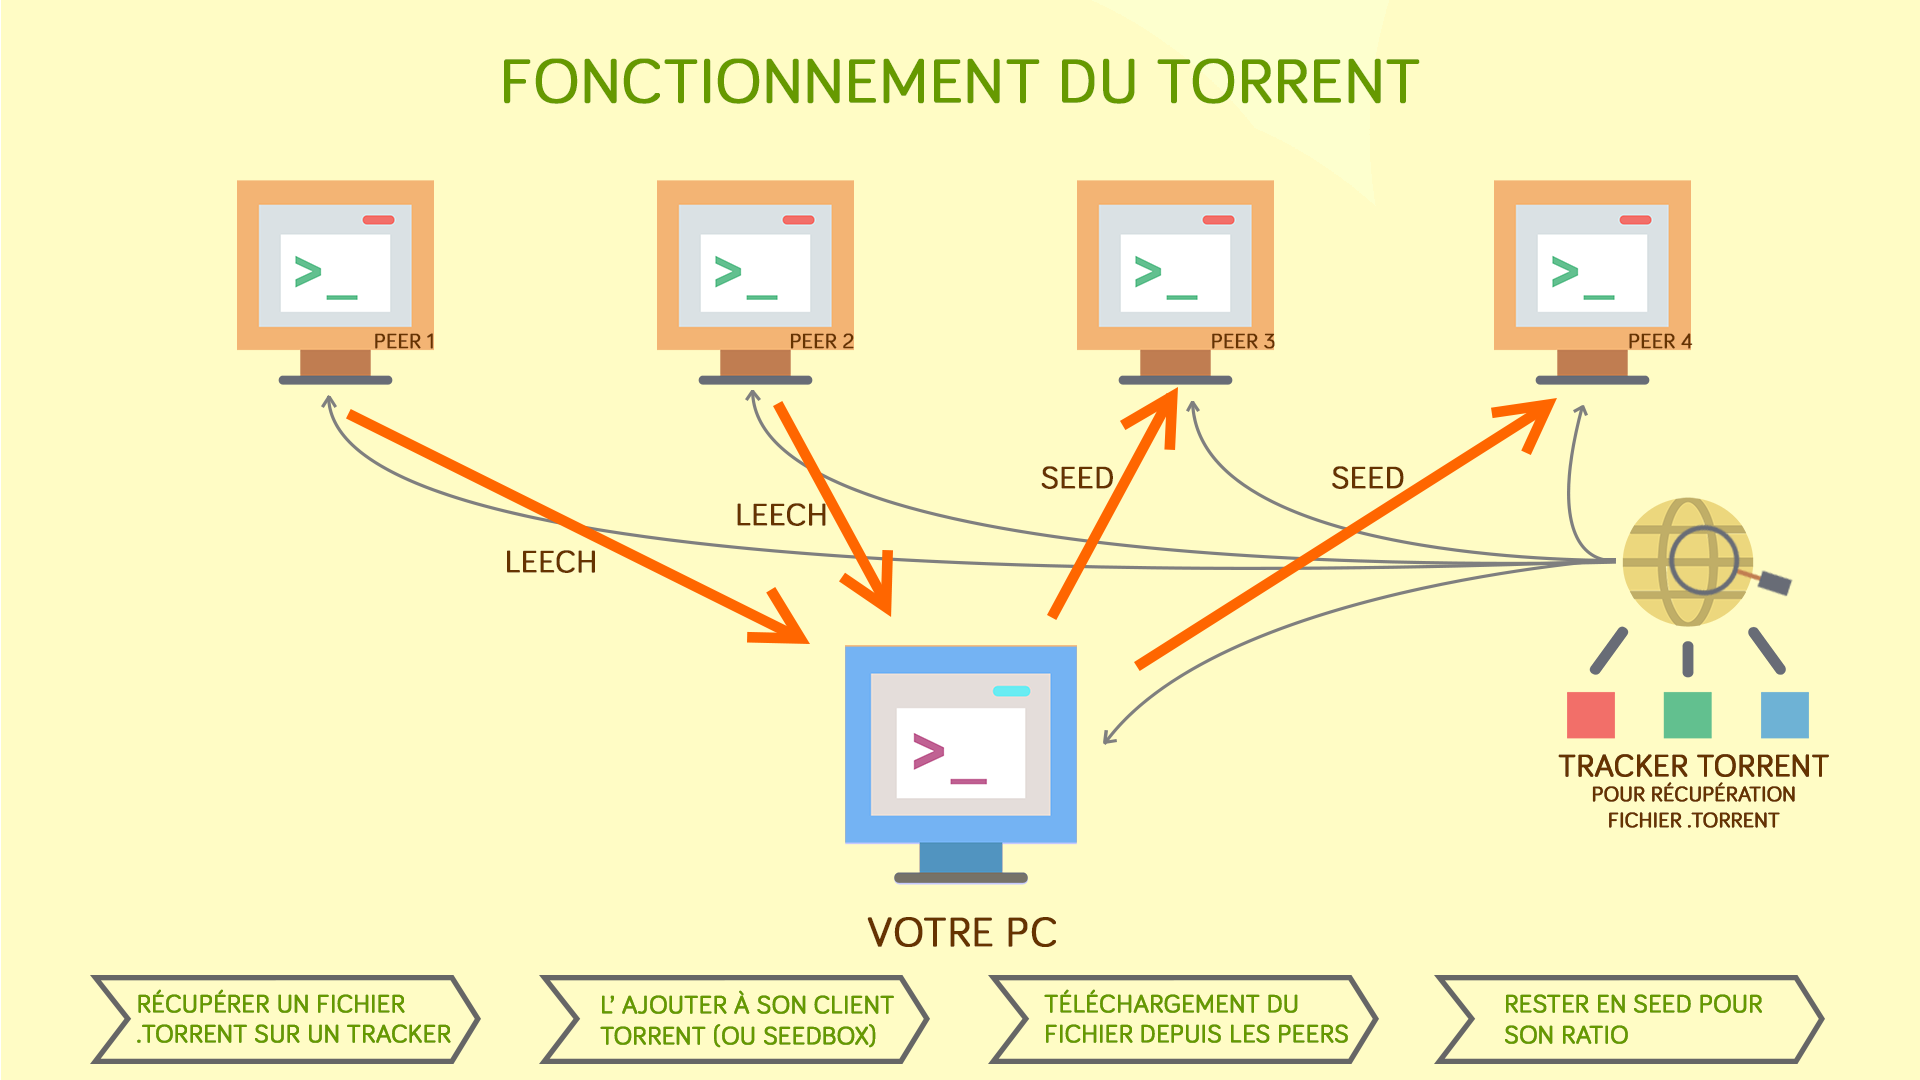 FONCTIONNEMENT DU TORRENT
>_
>_
>_
>_
PEER 1
PEER 2
PEER 3
PEER 4
SEED
SEED
LEECH
LEECH
>_
TRACKER TORRENT
POUR RÉCUPÉRATION
FICHIER .TORRENT
VOTRE PC
RÉCUPÉRER UN FICHIER
.TORRENT SUR UN TRACKER
L' AJOUTER À SON CLIENT
TORRENT (OU SEEDBOX)
TÉLÉCHARGEMENT DU
FICHIER DEPUIS LES PEERS
RESTER EN SEED POUR
SON RATIO